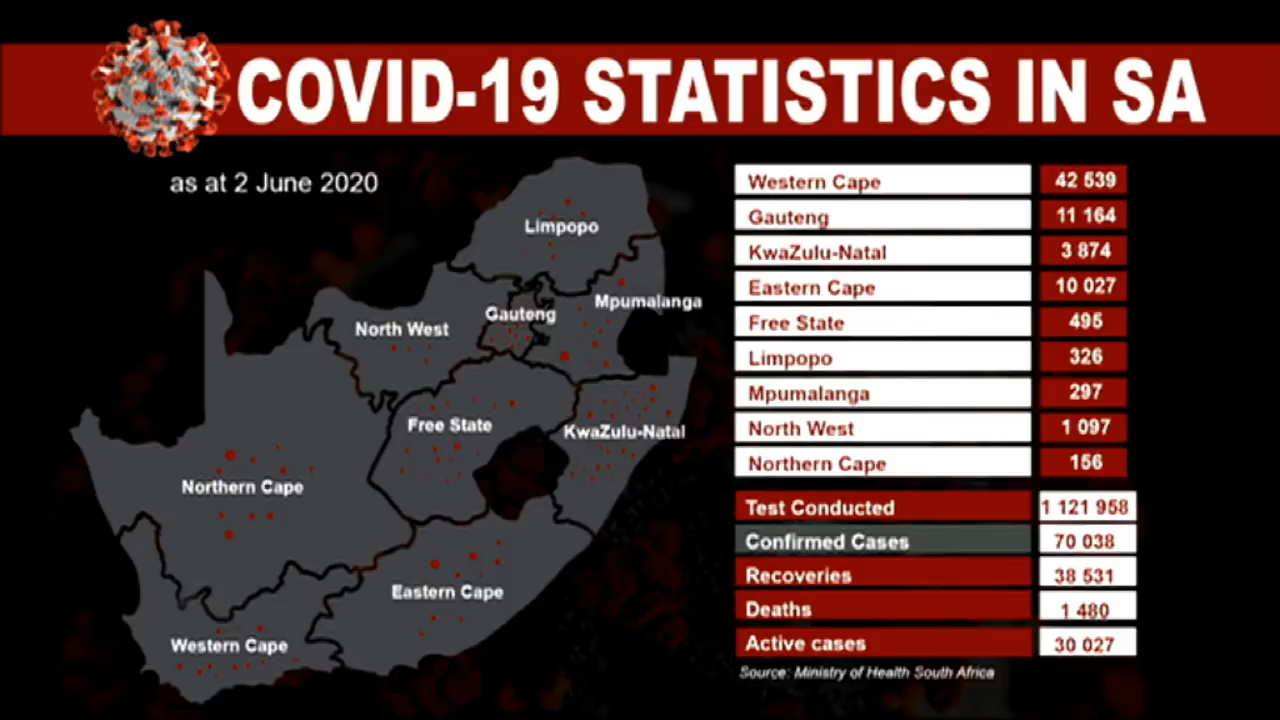 COVID-19 STATISTICS IN SA
as at 2 June 2020
Limpopo
Mpumalanga
Gauteng
North West
Free State
KwaZulu-Natal
Northern Cape
Eastern Cape
Western Cape
Western Cape 42 539
Gauteng 11 164
KwaZulu-Natal 3 874
Eastern Cape 10 027
Free State 495
Limpopo 326
Mpumalanga 297
North West 1 097
Northern Cape 156
Test Conducted 1 121 958
Confirmed Cases 70 038
Recoveries 38 531
Deaths 1 480
Active cases 30 027
Source: Ministry of Health South Africa